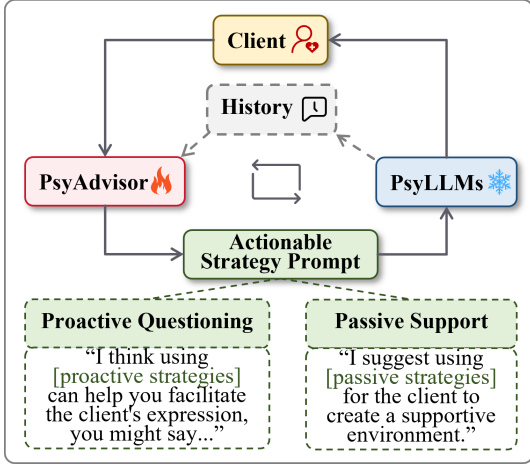 Client
History
PsyAdvisor
PsyLLMs
Actionable
Strategy Prompt
Proactive Questioning
“I think using
[proactive strategies]
can help you facilitate
the client's expression,
you might say...”
Passive Support
“I suggest using
[passive strategies]
for the client to
create a supportive
environment.”